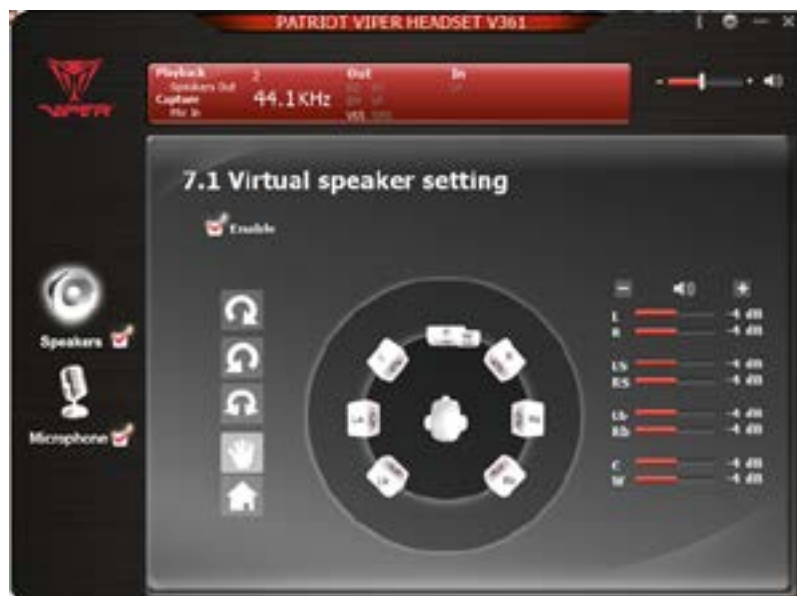 PATRIOT VIPER HEADSET V361
VIPER
Playback 2 Out In
Speakers Out
Capture 44.1KHz
Mic In
VSS
7.1 Virtual speaker setting
Enable
Speakers
Microphone
L -4 dB
R -4 dB
LS -4 dB
RS -4 dB
Lb -4 dB
Rb -4 dB
C -4 dB
W -4 dB